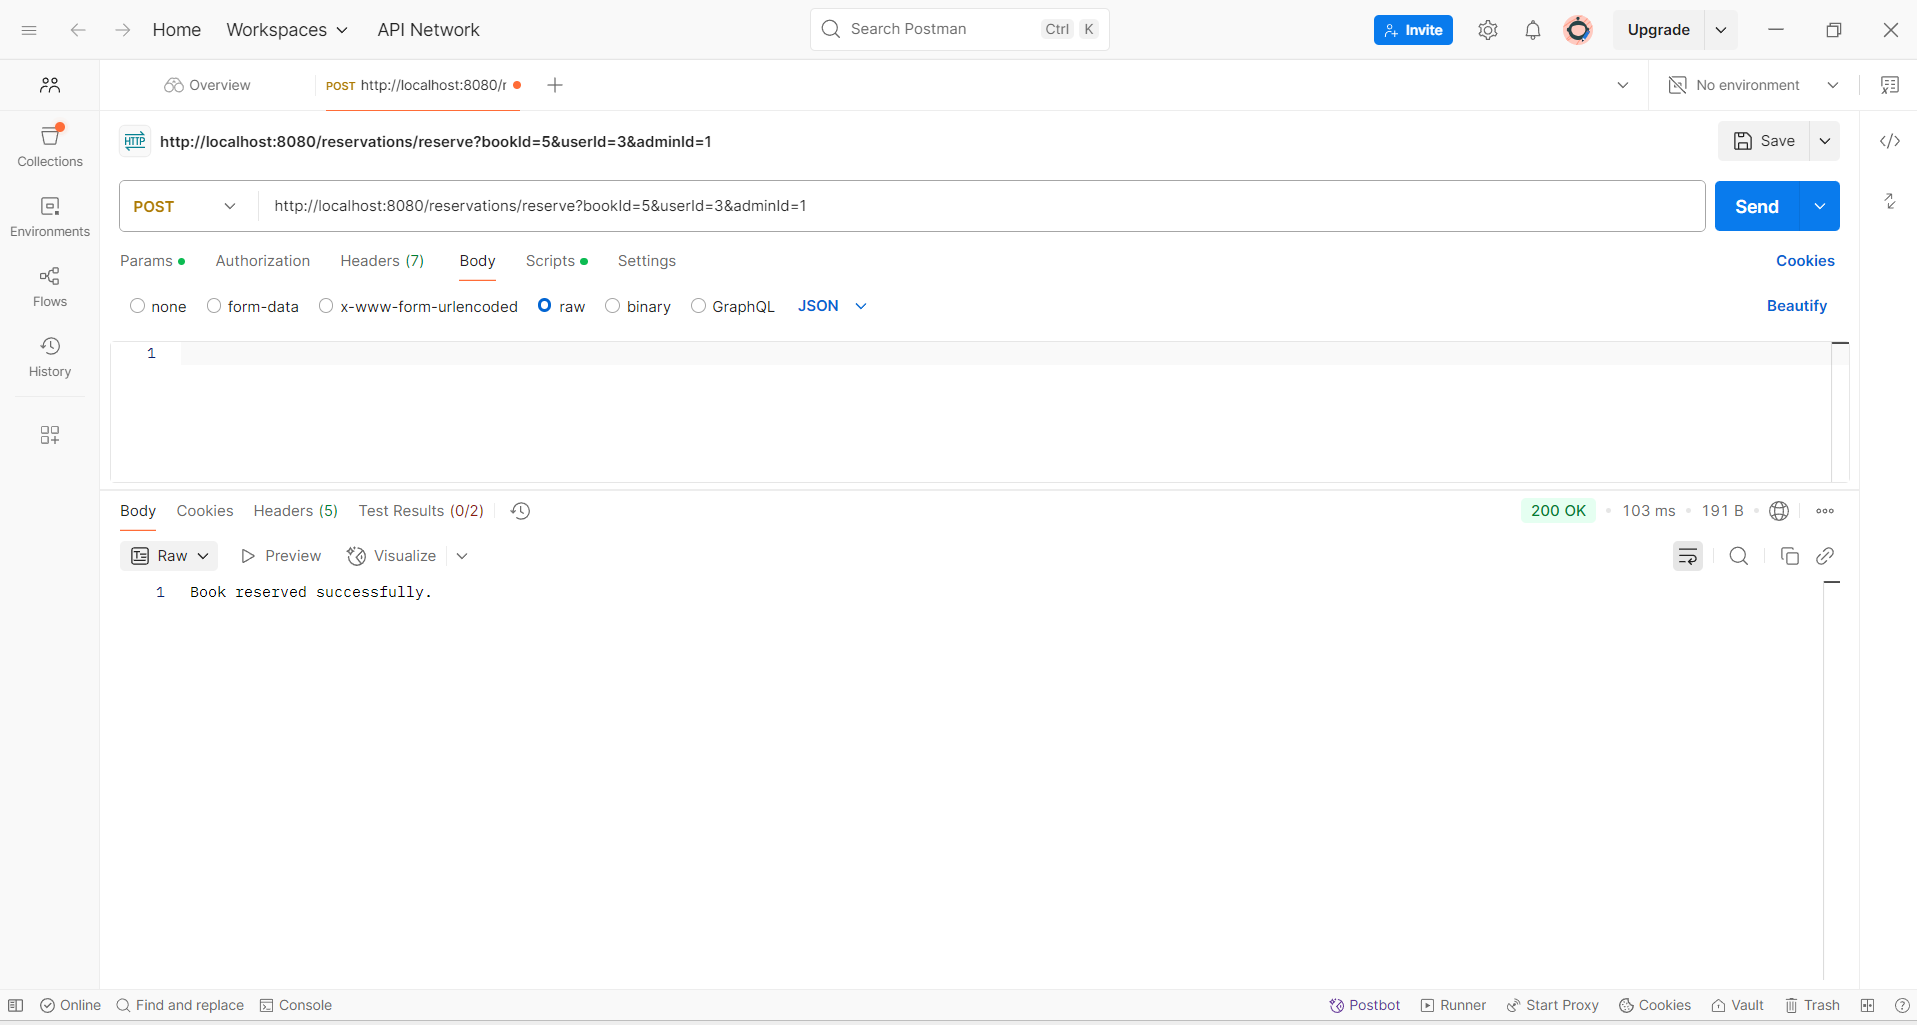 Home Workspaces API Network Search Postman Ctrl K Invite Upgrade
Overview POST http://localhost:8080/r No environment
HTTP http://localhost:8080/reservations/reserve?bookId=5&userId=3&adminId=1 Save
POST http://localhost:8080/reservations/reserve?bookId=5&userId=3&adminId=1 Send
Params Authorization Headers (7) Body Scripts Settings Cookies
none form-data x-www-form-urlencoded raw binary GraphQL JSON Beautify
1
Collections
Environments
Flows
History
Body Cookies Headers (5) Test Results (0/2) 200 OK 103 ms 191 B
Raw Preview Visualize
1 Book reserved successfully.
Online Find and replace Console Postbot Runner Start Proxy Cookies Vault Trash